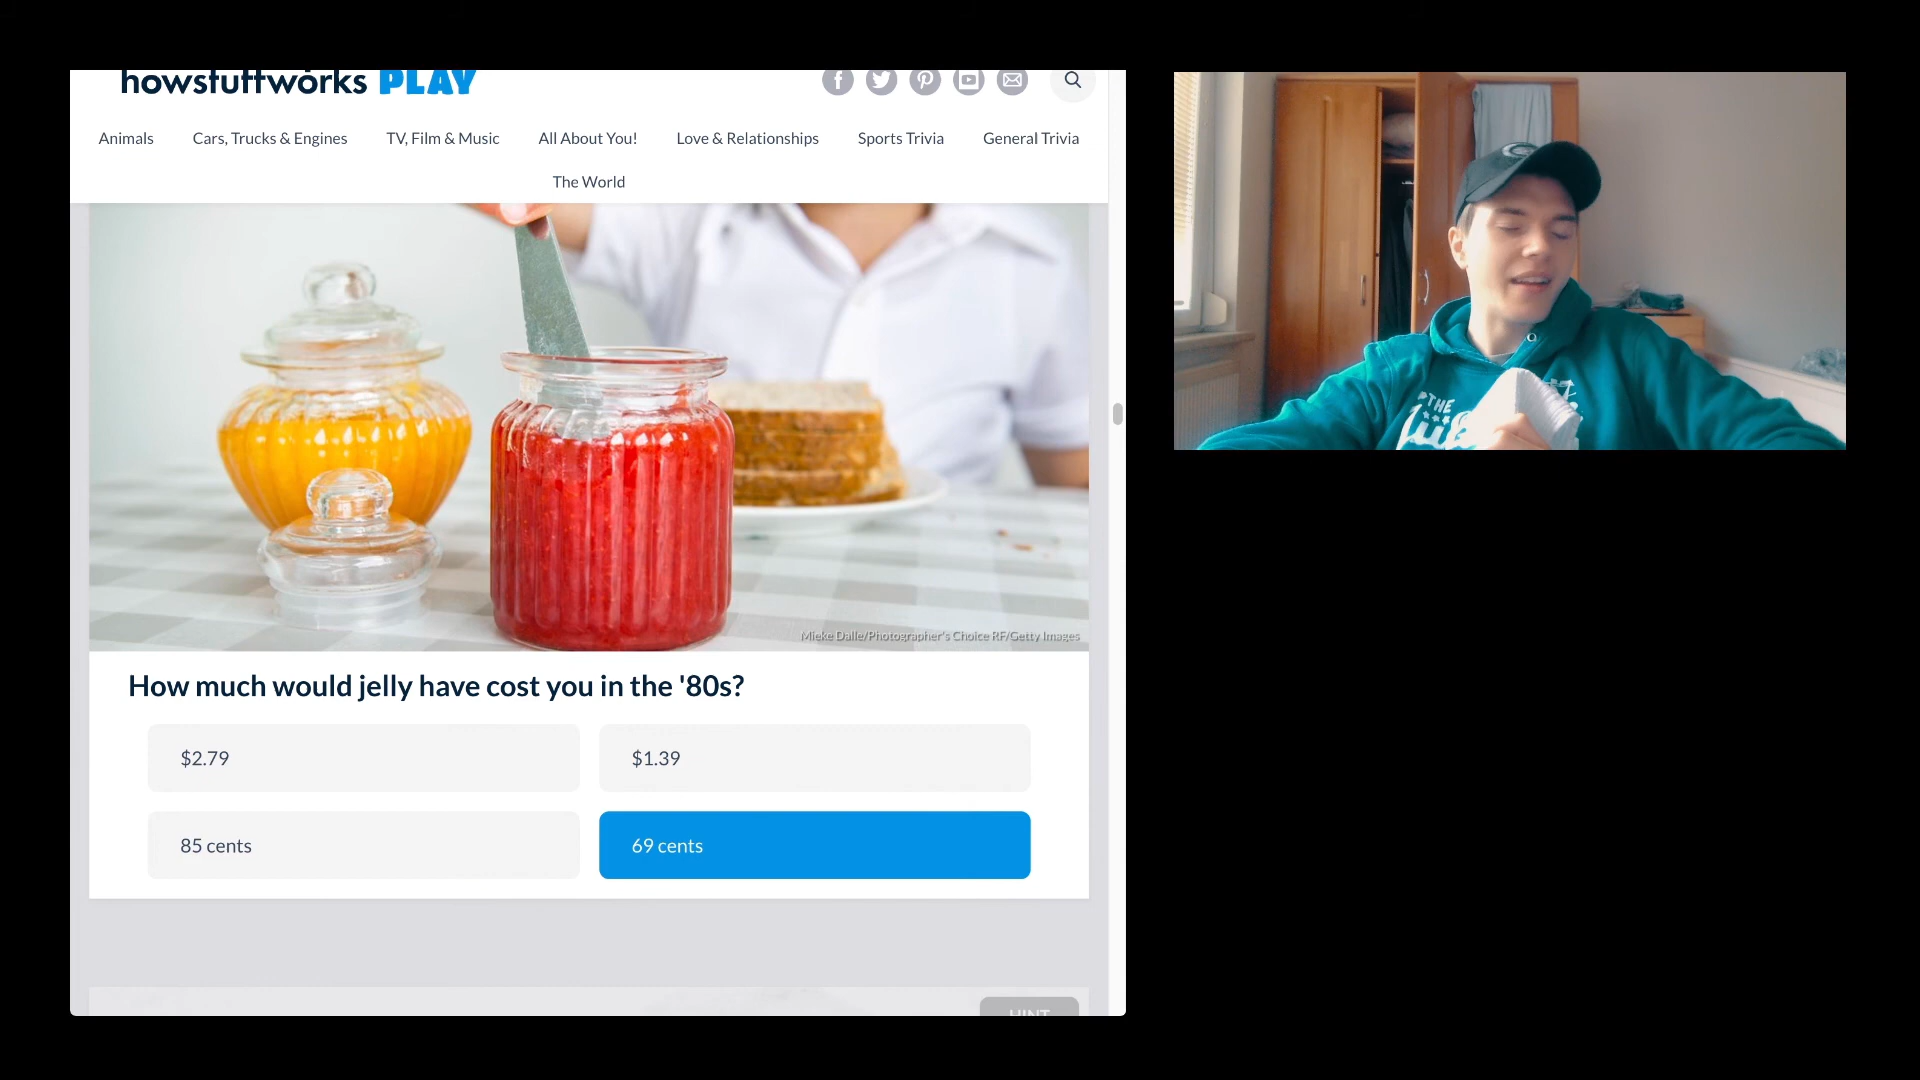 howstuffworks PLAY
Animals Cars, Trucks & Engines TV, Film & Music All About You! Love & Relationships Sports Trivia General Trivia
The World
THE
Mieke Dalle/Photographer's Choice RF/Getty Images
How much would jelly have cost you in the '80s?
$2.79 $1.39
85 cents 69 cents
HINT